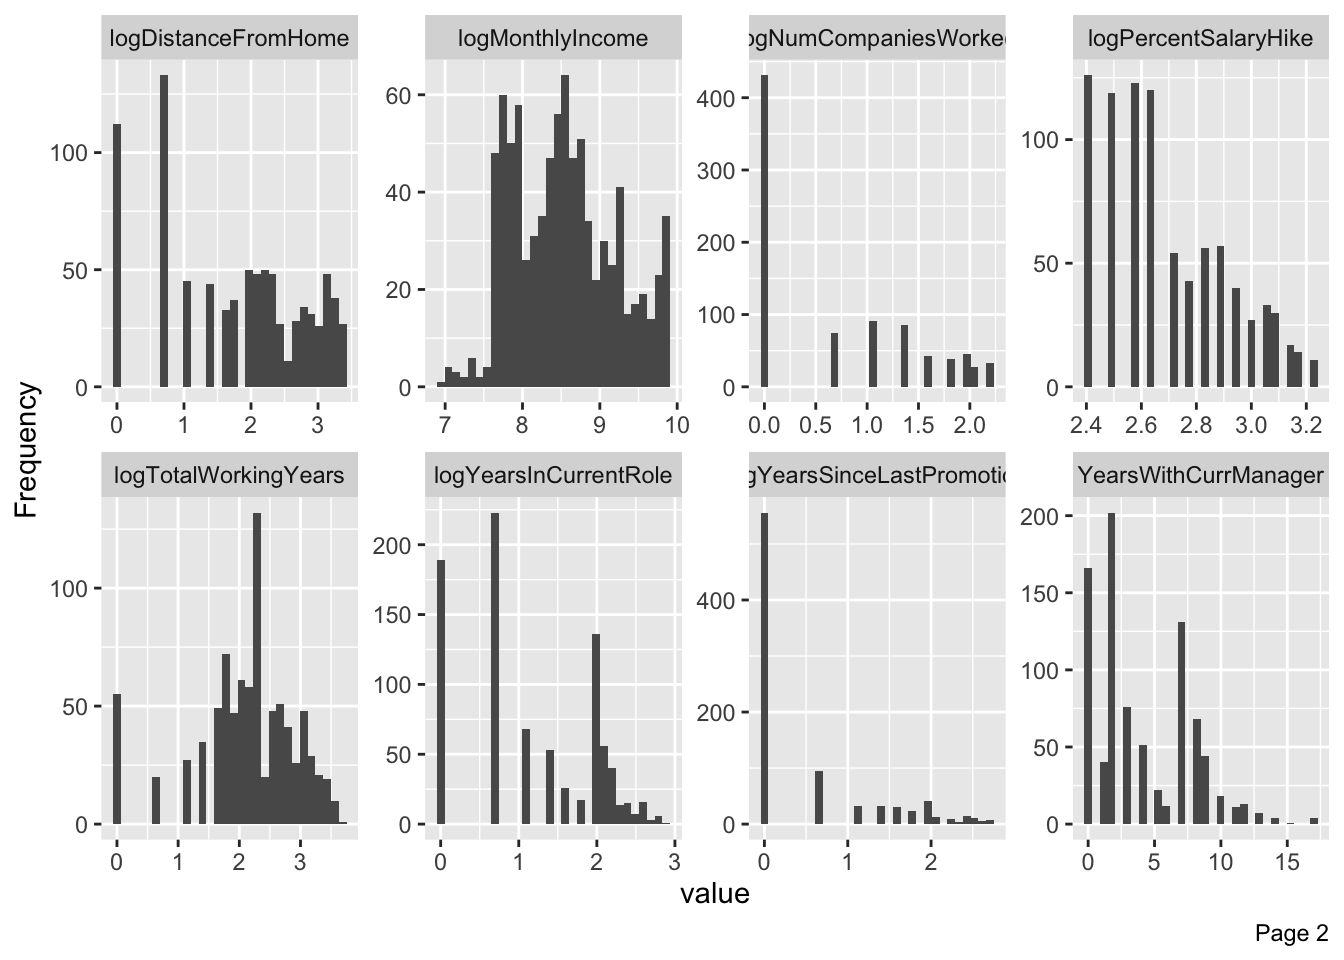 logDistanceFromHome
logMonthlyIncome
ogNumCompaniesWorke
logPercentSalaryHike
100
50
0
0 1 2 3
60
40
20
0
7 8 9 10
400
300
200
100
0
0.0 0.5 1.0 1.5 2.0
100
50
0
2.4 2.6 2.8 3.0 3.2
Frequency
logTotalWorkingYears
logYearsInCurrentRole
gYearsSinceLastPromotio
YearsWithCurrManager
100
50
0
0 1 2 3
200
150
100
50
0
0 1 2 3
400
200
0
0 1 2
200
150
100
50
0
0 5 10 15
value
Page 2